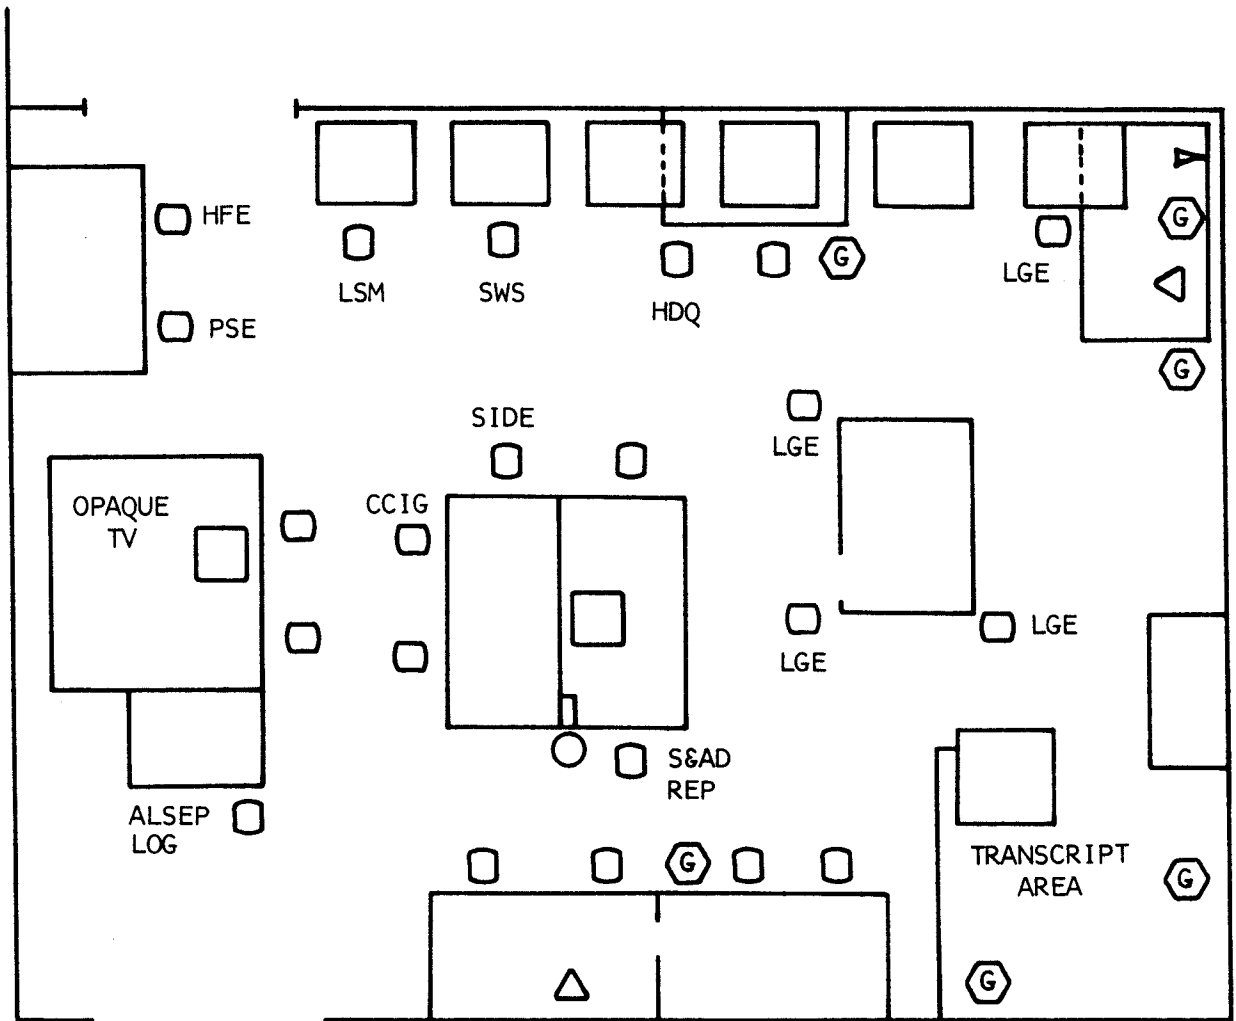 HFE
G
LSM
SWS
G
LGE
HDQ
PSE
G
SIDE
LGE
OPAQUE
TV
CCIG
LGE
LGE
S&AD
REP
ALSEP
LOG
G
TRANSCRIPT
AREA
G
G